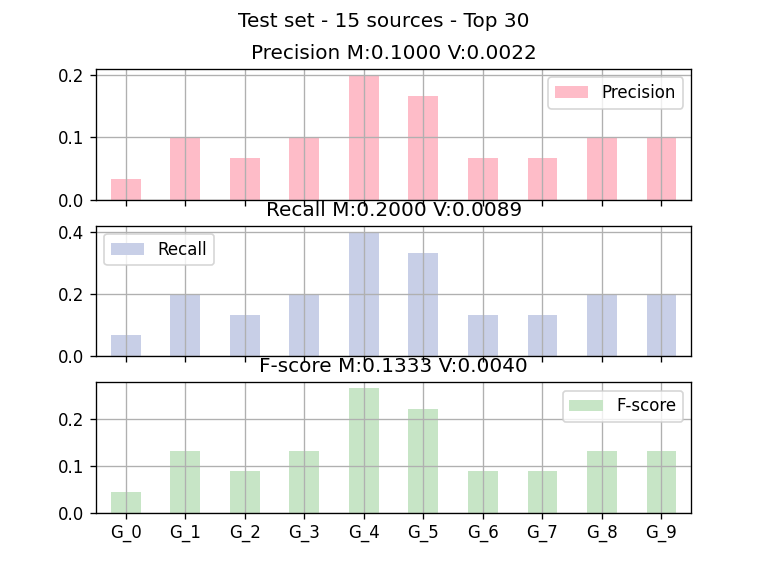 Test set - 15 sources - Top 30
Precision M:0.1000 V:0.0022
0.2
0.1
0.0
Precision
Recall M:0.2000 V:0.0089
0.4
0.2
0.0
Recall
F-score M:0.1333 V:0.0040
0.2
0.1
0.0
F-score
G_0 G_1 G_2 G_3 G_4 G_5 G_6 G_7 G_8 G_9